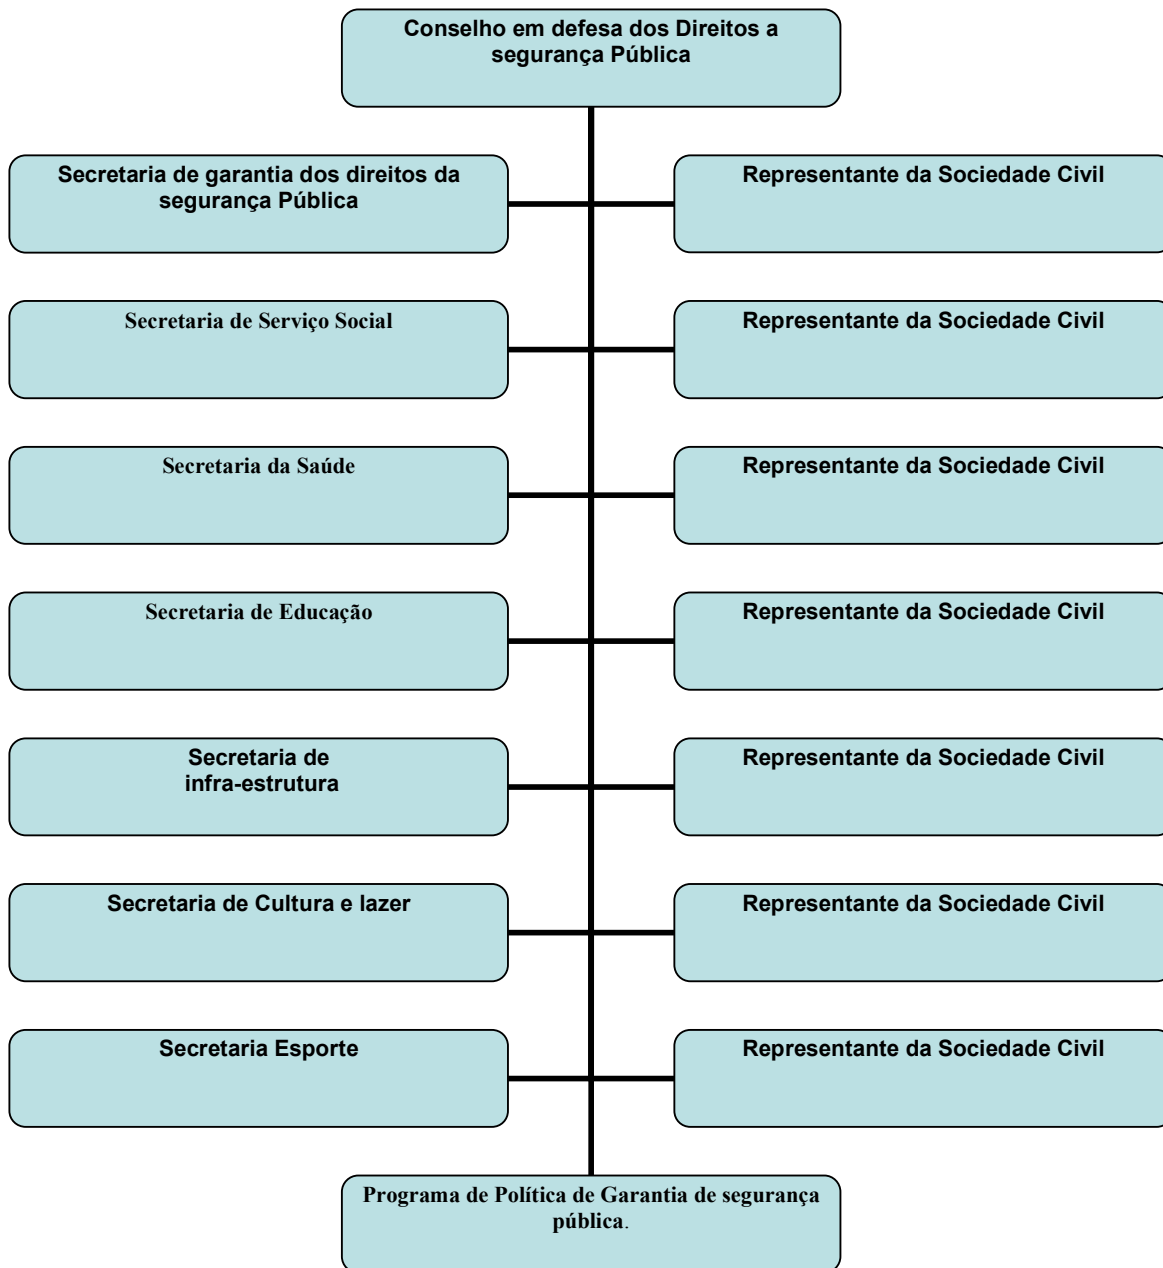 Conselho em defesa dos Direitos a
segurança Pública
Secretaria de garantia dos direitos da
segurança Pública
Representante da Sociedade Civil
Secretaria de Serviço Social
Representante da Sociedade Civil
Secretaria da Saúde
Representante da Sociedade Civil
Secretaria de Educação
Representante da Sociedade Civil
Secretaria de
infra-estrutura
Representante da Sociedade Civil
Secretaria de Cultura e lazer
Representante da Sociedade Civil
Secretaria Esporte
Representante da Sociedade Civil
Programa de Política de Garantia de segurança
pública.